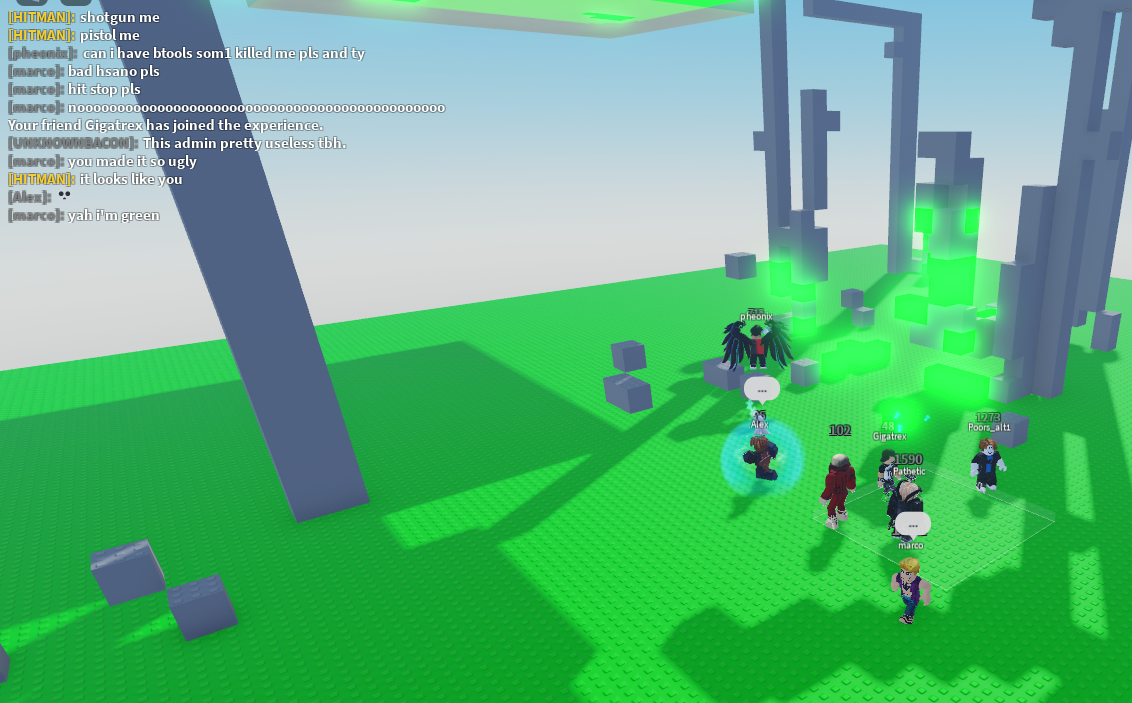 [HITMAN]: shotgun me
[HITMAN]: pistol me
[pheonix]: can i have btools som1 killed me pls and ty
[marco]: bad hsano pls
[marco]: hit stop pls
[marco]: nooooooooooooooooooooooooooooooooooooooooooooooo
Your friend Gigatrex has joined the experience.
[UNKNOWNBACON]: This admin pretty useless tbh.
[marco]: you made it so ugly
[HITMAN]: it looks like you
[Alex]:
[marco]: yah i'm green
pheonix
...
Alex
102
48
Gigatrex
1273
Poors_alt1
1590
Pathetic
...
marco